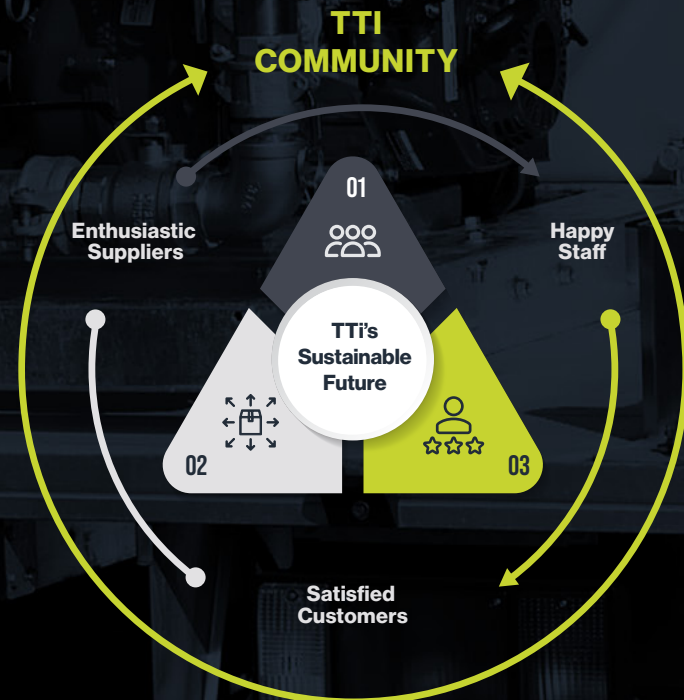 TTI
COMMUNITY
01
Enthusiastic
Suppliers
Happy
Staff
TTi's
Sustainable
Future
02
03
Satisfied
Customers